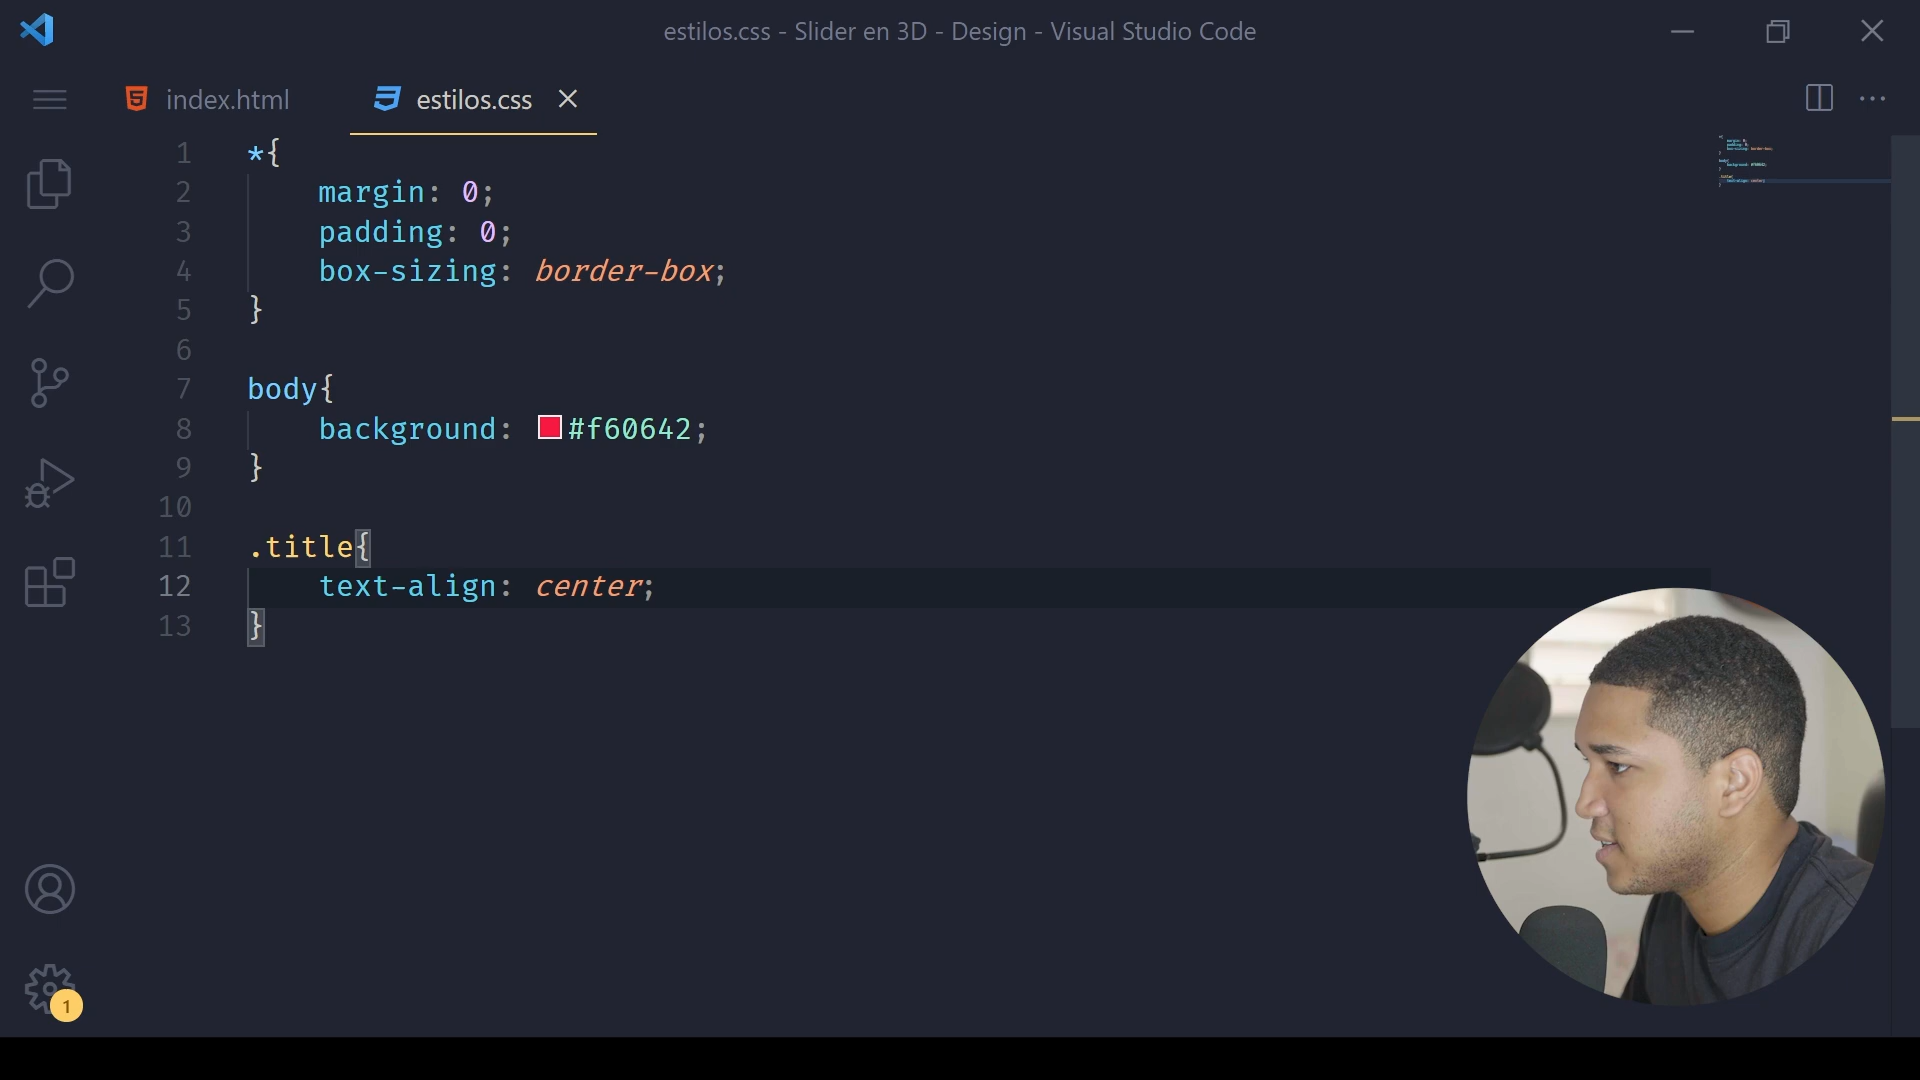 estilos.css - Slider en 3D - Design - Visual Studio Code
index.html
estilos.css
1 *{
2 margin: 0;
3 padding: 0;
4 box-sizing: border-box;
5 }
6
7 body{
8 background: #f60642;
9 }
10
11 .title{
12 text-align: center;
13 }
1